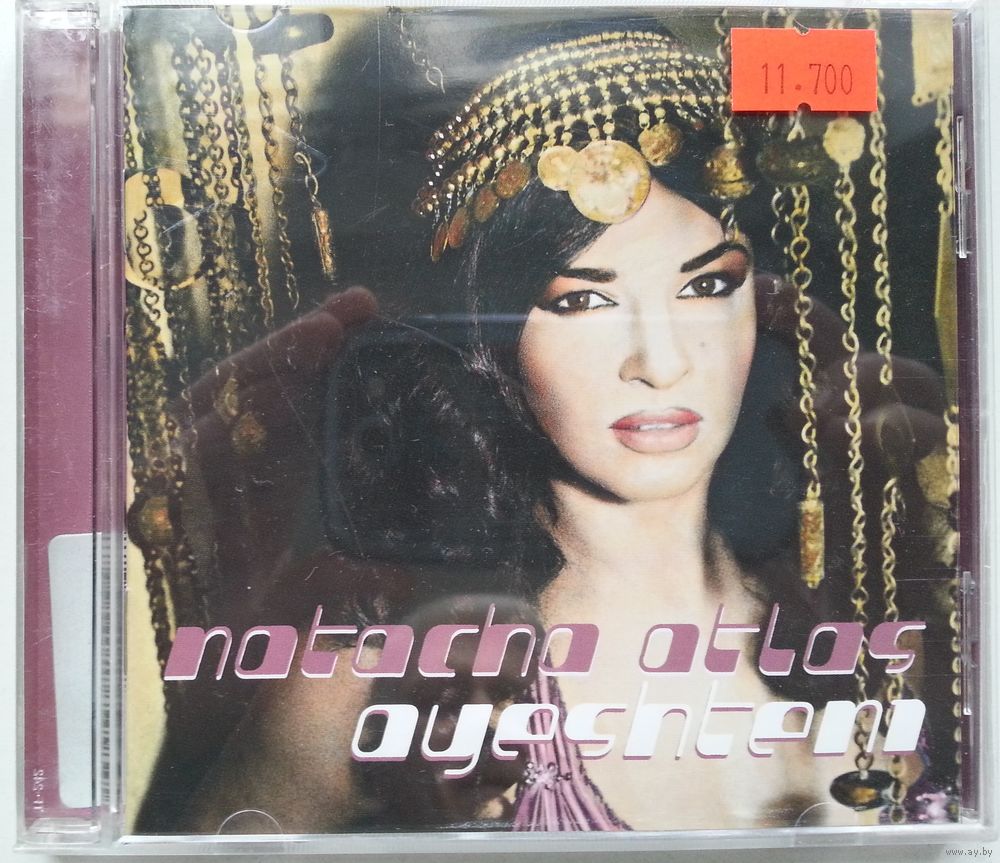 11.700
natacha atlas
ayeshteni
www.ay.by